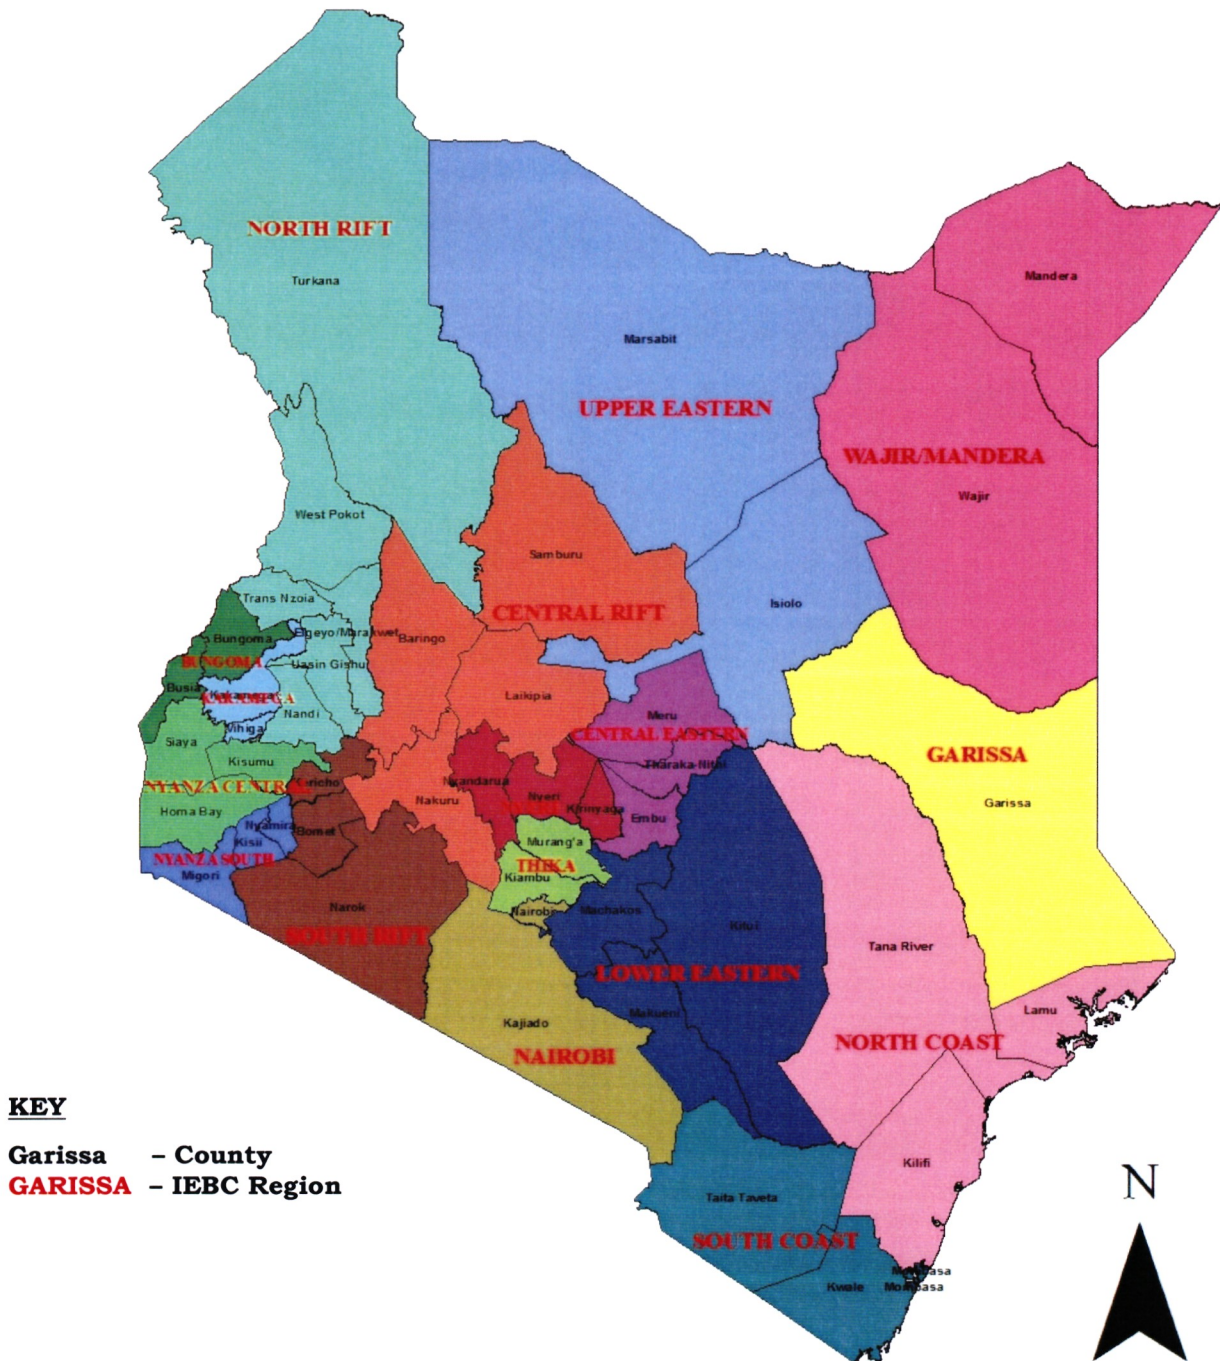 NORTH RIFT
Turkana
Mandera
Marsabit
UPPER EASTERN
WAJIR/MANDERA
Wajir
West Pokot
Samburu
Trans Nzoia
CENTRAL RIFT
Isiolo
Bungoma
Elgeyo/Marakwet
Baringo
BUNGOMA
Uasin Gishu
Busia
KAKAMEGA
Laikipia
Nandi
Meru
Vihiga
CENTRAL EASTERN
Siaya
GARISSA
Kisumu
Tharaka-Nithi
Kericho
Nyandarua
NYANZA CENTRAL
Nyeri
Nakuru
Garissa
Homa Bay
Kirinyaga
Embu
Nyamira
Bomet
Kisii
Murang'a
NYANZA SOUTH
THIKA
Migori
Kiambu
Narok
Nairobi
Machakos
Kitui
SOUTH RIFT
Tana River
LOWER EASTERN
Makueni
Lamu
Kajiado
NORTH COAST
NAIROBI
KEY
Garissa – County
GARISSA – IEBC Region
Kilifi
N
Taita Taveta
SOUTH COAST
Mombasa
Kwale Mombasa